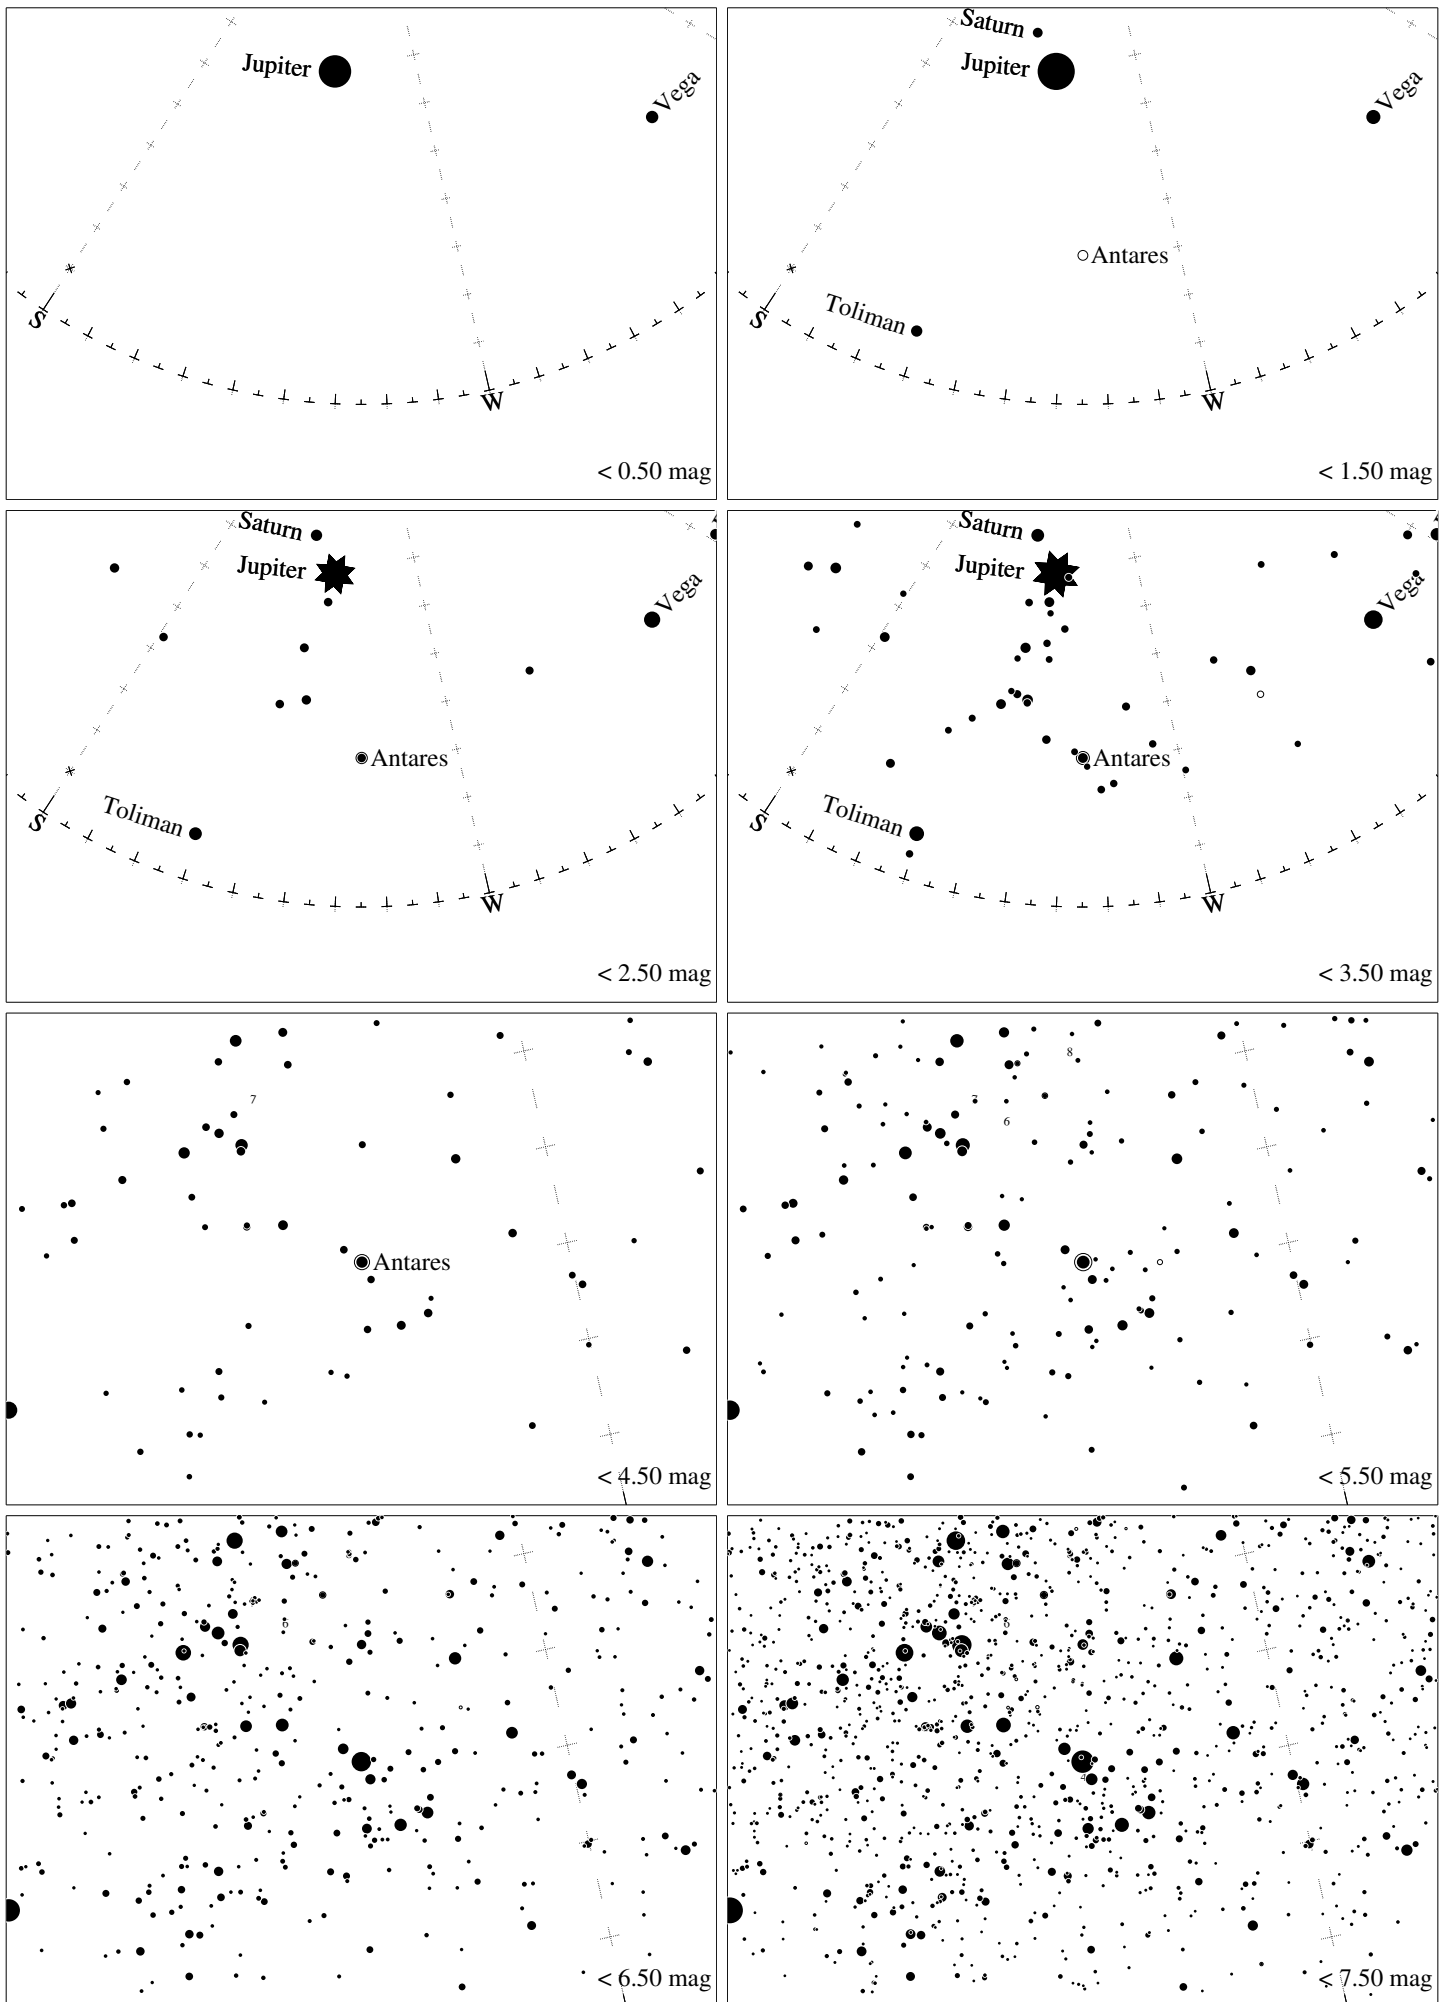 Jupiter
Vega
S
W
< 0.50 mag
Saturn
Jupiter
Vega
Antares
Toliman
S
W
< 1.50 mag
Saturn
Jupiter
Vega
Antares
Toliman
S
W
< 2.50 mag
Saturn
Jupiter
Vega
Antares
Toliman
S
W
< 3.50 mag
7
Antares
< 4.50 mag
8
7
6
< 5.50 mag
6
< 6.50 mag
< 7.50 mag